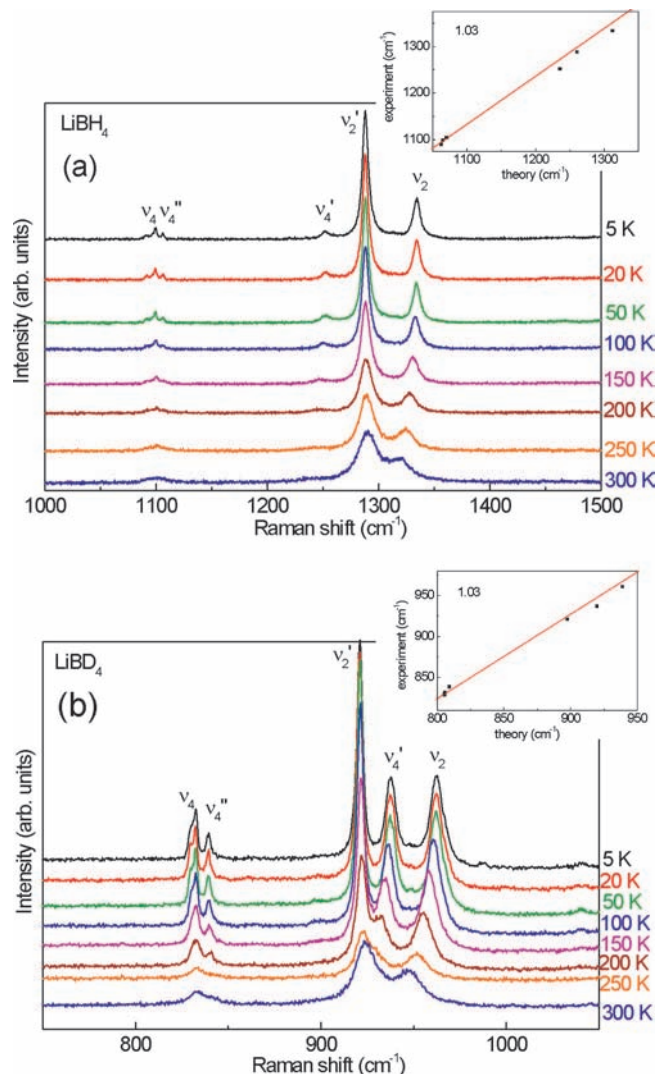 1.03
experiment (cm⁻¹)
1300
1200
1100
1100 1200 1300
theory (cm⁻¹)
LiBH₄
(a)
ν₄ ν₄" ν₄' ν₂' ν₂
5 K
20 K
50 K
100 K
150 K
200 K
250 K
300 K
Intensity (arb. units)
1000 1100 1200 1300 1400 1500
Raman shift (cm⁻¹)
1.03
experiment (cm⁻¹)
950
900
850
800 850 900 950
theory (cm⁻¹)
LiBD₄
(b)
ν₄ ν₄" ν₂' ν₄' ν₂
5 K
20 K
50 K
100 K
150 K
200 K
250 K
300 K
Intensity (arb. units)
800 900 1000
Raman shift (cm⁻¹)